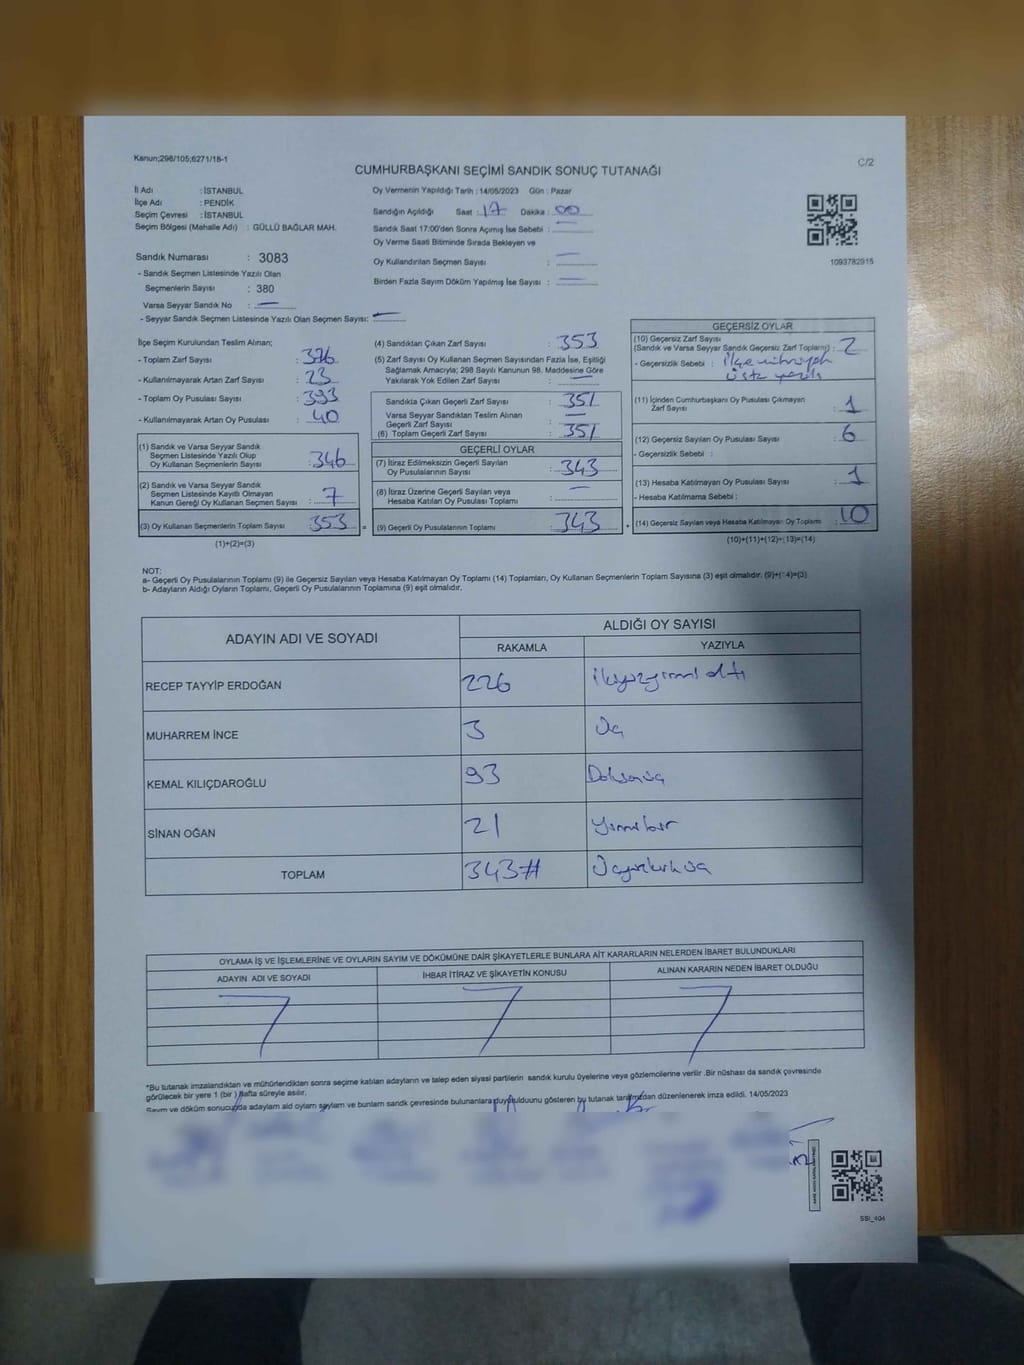 Kanun;298/105;6271/18-1
C/2
CUMHURBAŞKANI SEÇİMİ SANDIK SONUÇ TUTANAĞI
İl Adı : İSTANBUL
İlçe Adı : PENDİK
Seçim Çevresi : İSTANBUL
Seçim Bölgesi (Mahalle Adı) : GÜLLÜ BAĞLAR MAH.
Sandık Numarası : 3083
- Sandık Seçmen Listesinde Yazılı Olan
Seçmenlerin Sayısı : 380
Varsa Seyyar Sandık No : —
- Seyyar Sandık Seçmen Listesinde Yazılı Olan Seçmen Sayısı: —
Oy Vermenin Yapıldığı Tarih : 14/05/2023 Gün : Pazar
Sandığın Açıldığı Saat : 17 Dakika : 00
Sandık Saat 17:00'den Sonra Açımış İse Sebebi : —
Oy Verme Saati Bitiminde Sırada Bekleyen ve
Oy Kullandırılan Seçmen Sayısı : —
Birden Fazla Sayım Döküm Yapılmış İse Sayısı : —
1093782915
İlçe Seçim Kurulundan Teslim Alınan;
- Toplam Zarf Sayısı : 376
- Kullanılmayarak Artan Zarf Sayısı : 23
- Toplam Oy Pusulası Sayısı : 393
- Kullanılmayarak Artan Oy Pusulası : 40
(1) Sandık ve Varsa Seyyar Sandık
Seçmen Listesinde Yazılı Olup
Oy Kullanan Seçmenlerin Sayısı : 346
(2) Sandık ve Varsa Seyyar Sandık
Seçmen Listesinde Kayıtlı Olmayan
Kanun Gereği Oy Kullanan Seçmen Sayısı : 7
(3) Oy Kullanan Seçmenlerin Toplam Sayısı : 353 =
(1)+(2)=(3)
(4) Sandıktan Çıkan Zarf Sayısı : 353
(5) Zarf Sayısı Oy Kullanan Seçmen Sayısından Fazla İse, Eşitliği
Sağlamak Amacıyla; 298 Sayılı Kanunun 98. Maddesine Göre
Yakılarak Yok Edilen Zarf Sayısı : —
Sandıkta Çıkan Geçerli Zarf Sayısı : 351
Varsa Seyyar Sandıktan Teslim Alınan
Geçerli Zarf Sayısı : —
(6) Toplam Geçerli Zarf Sayısı : 351
GEÇERLİ OYLAR
(7) İtiraz Edilmeksizin Geçerli Sayılan
Oy Pusulalarının Sayısı : 343
(8) İtiraz Üzerine Geçerli Sayılan veya
Hesaba Katılan Oy Pusulası Toplamı : —
(9) Geçerli Oy Pusulalarının Toplamı : 343 +
GEÇERSİZ OYLAR
(10) Geçersiz Zarf Sayısı
(Sandık ve Varsa Seyyar Sandık Geçersiz Zarf Toplamı) : 2
- Geçersizlik Sebebi : ilçe mühürsyoh
üstü yazılı
(11) İçinden Cumhurbaşkanı Oy Pusulası Çıkmayan
Zarf Sayısı : 1
(12) Geçersiz Sayılan Oy Pusulası Sayısı : 6
- Geçersizlik Sebebi :
(13) Hesaba Katılmayan Oy Pusulası Sayısı : 1
- Hesaba Katılmama Sebebi :
(14) Geçersiz Sayılan veya Hesaba Katılmayan Oy Toplamı : 10
(10)+(11)+(12)+(13)=(14)
NOT:
a- Geçerli Oy Pusulalarının Toplamı (9) ile Geçersiz Sayılan veya Hesaba Katılmayan Oy Toplamı (14) Toplamları, Oy Kullanan Seçmenlerin Toplam Sayısına (3) eşit olmalıdır. (9)+(14)=(3)
b- Adayların Aldığı Oyların Toplamı, Geçerli Oy Pusulalarının Toplamına (9) eşit olmalıdır.
ADAYIN ADI VE SOYADI
ALDIĞI OY SAYISI
RAKAMLA YAZIYLA
RECEP TAYYİP ERDOĞAN 226 ikiyüzyirmi altı
MUHARREM İNCE 3 Üç
KEMAL KILIÇDAROĞLU 93 Doksanüç
SİNAN OĞAN 21 Yirmibir
TOPLAM 343# Üçyüzkırküç
OYLAMA İŞ VE İŞLEMLERİNE VE OYLARIN SAYIM VE DÖKÜMÜNE DAİR ŞİKAYETLERLE BUNLARA AİT KARARLARIN NELERDEN İBARET BULUNDUKLARI
ADAYIN ADI VE SOYADI İHBAR İTİRAZ VE ŞİKAYETİN KONUSU ALINAN KARARIN NEDEN İBARET OLDUĞU
*Bu tutanak imzalandıktan ve mühürlendikten sonra seçime katılan adayların ve talep eden siyasi partilerin sandık kurulu üyelerine veya gözlemcilerine verilir .Bir nüshası da sandık çevresinde
görülecek bir yere 1 (bir ) hafta süreyle asılır.
Sayım ve döküm sonucunda adayların aldığı oyların sayıları ve bunların sandık çevresinde bulunanlara duyurulduğunu gösteren bu tutanak tarafımızdan düzenlenerek imza edildi. 14/05/2023
SSİ_404